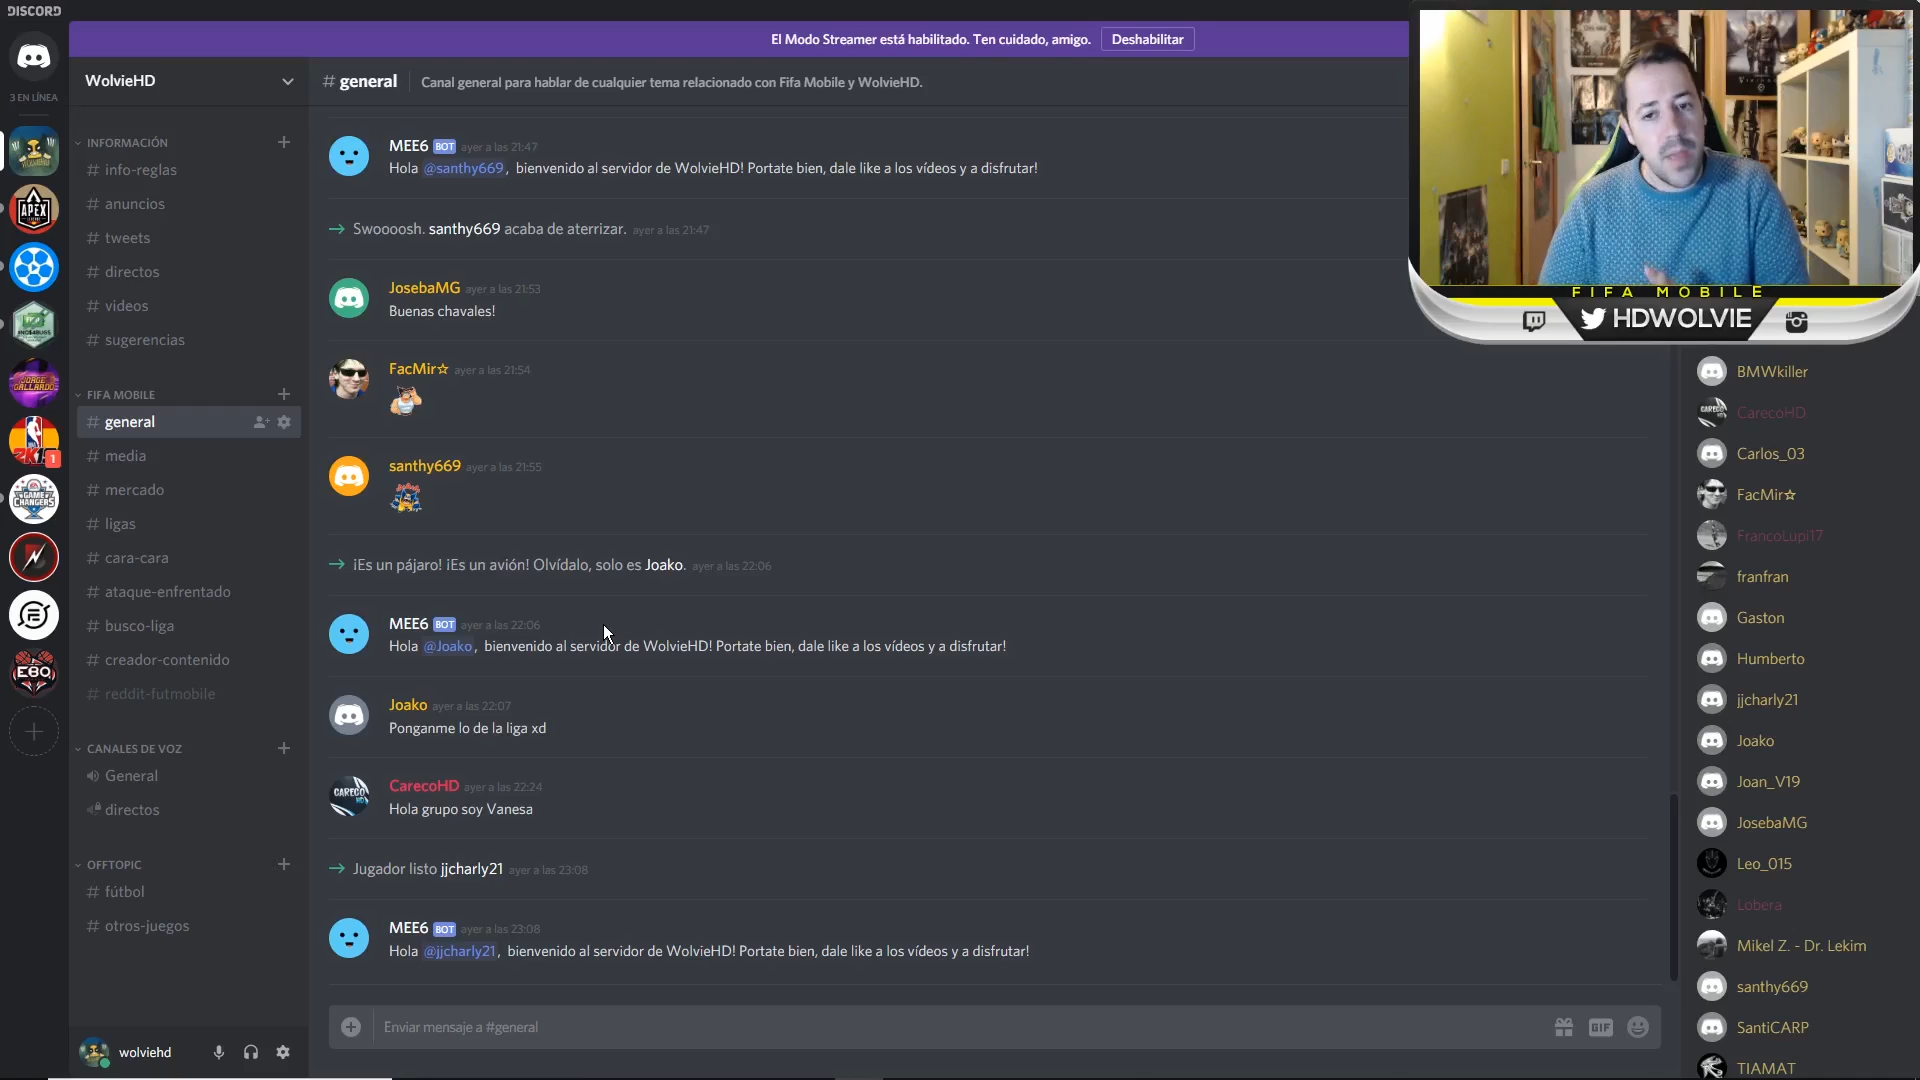 DISCORD
El Modo Streamer está habilitado. Ten cuidado, amigo.
Deshabilitar
3 EN LÍNEA
WolvieHD
# general
Canal general para hablar de cualquier tema relacionado con Fifa Mobile y WolvieHD.
INFORMACIÓN
# info-reglas
# anuncios
# tweets
# directos
# videos
# sugerencias
FIFA MOBILE
# general
# media
# mercado
# ligas
# cara-cara
# ataque-enfrentado
# busco-liga
# creador-contenido
# reddit-futmobile
CANALES DE VOZ
General
directos
OFFTOPIC
# fútbol
# otros-juegos
wolviehd
APEX
JORGE
GALLARDO
1
GAME
CHANGERS
E8O
MEE6 BOT ayer a las 21:47
Hola @santhy669, bienvenido al servidor de WolvieHD! Portate bien, dale like a los vídeos y a disfrutar!
Swoooosh. santhy669 acaba de aterrizar. ayer a las 21:47
JosebaMG ayer a las 21:53
Buenas chavales!
FacMir☆ ayer a las 21:54
santhy669 ayer a las 21:55
¡Es un pájaro! ¡Es un avión! Olvídalo, solo es Joako. ayer a las 22:06
MEE6 BOT ayer a las 22:06
Hola @Joako, bienvenido al servidor de WolvieHD! Portate bien, dale like a los vídeos y a disfrutar!
Joako ayer a las 22:07
Ponganme lo de la liga xd
CarecoHD ayer a las 22:24
Hola grupo soy Vanesa
Jugador listo jjcharly21 ayer a las 23:08
MEE6 BOT ayer a las 23:08
Hola @jjcharly21, bienvenido al servidor de WolvieHD! Portate bien, dale like a los vídeos y a disfrutar!
Enviar mensaje a #general
GIF
FIFA MOBILE
HDWOLVIE
BMWkiller
CarecoHD
Carlos_03
FacMir☆
FrancoLupi17
franfran
Gaston
Humberto
jjcharly21
Joako
Joan_V19
JosebaMG
Leo_015
Lobera
Mikel Z. - Dr. Lekim
santhy669
SantiCARP
TIAMAT